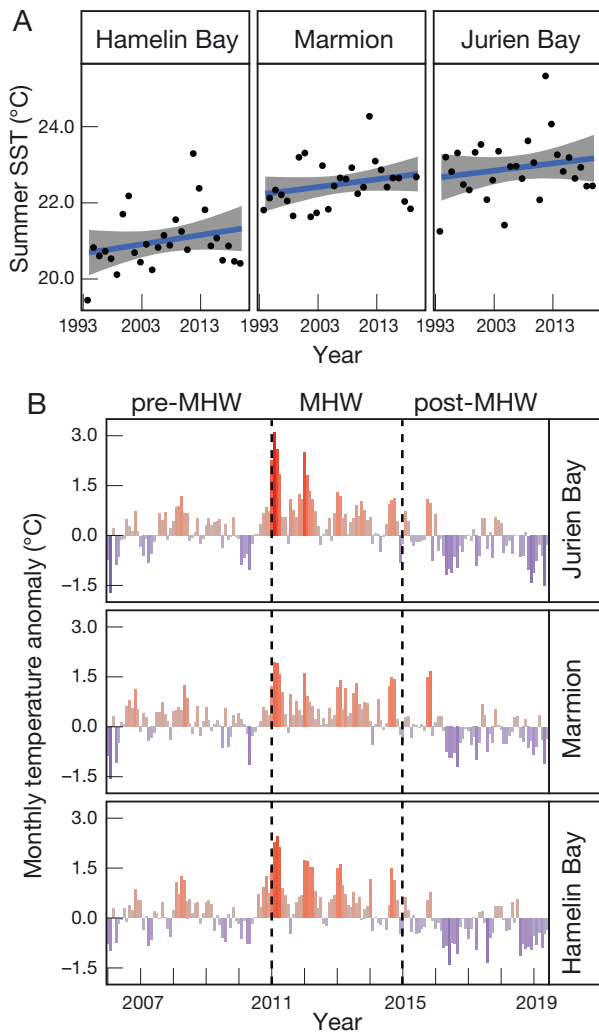 A
Hamelin Bay
Marmion
Jurien Bay
Summer SST (°C)
24.0
22.0
20.0
1993
2003
2013
1993
2003
2013
1993
2003
2013
Year
B
pre-MHW
MHW
post-MHW
Monthly temperature anomaly (°C)
3.0
1.5
0.0
−1.5
Jurien Bay
3.0
1.5
0.0
−1.5
Marmion
3.0
1.5
0.0
−1.5
Hamelin Bay
2007
2011
2015
2019
Year